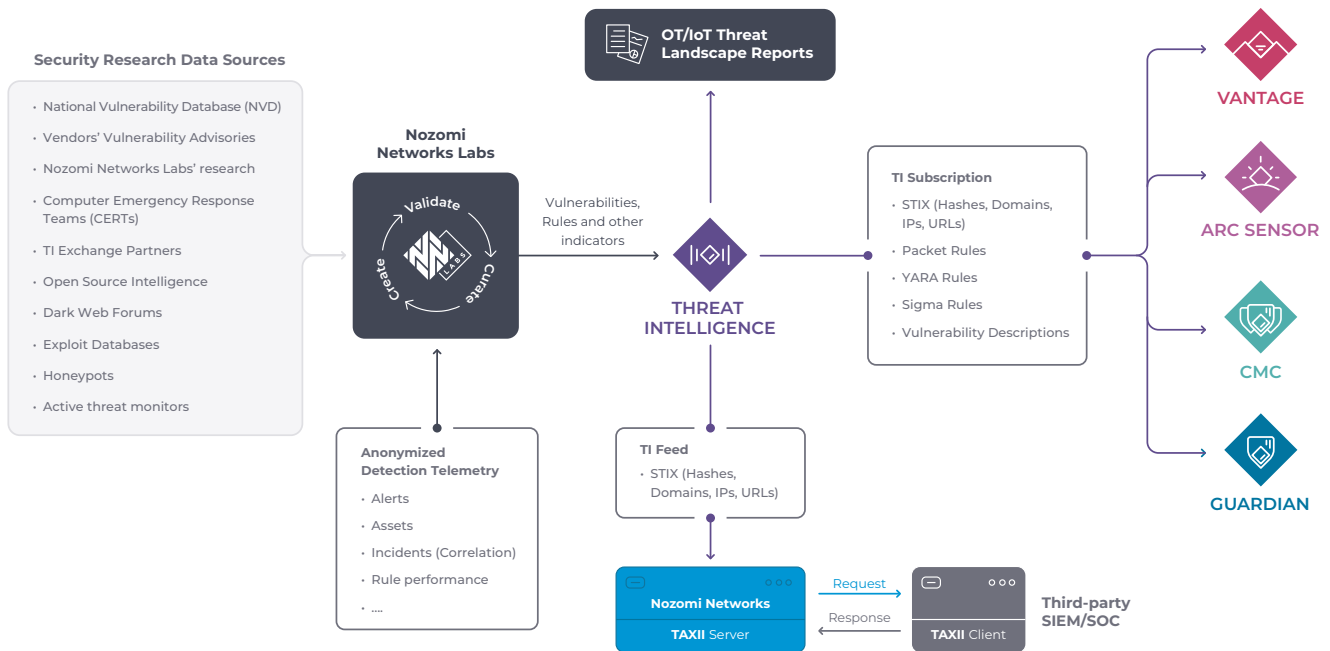 Security Research Data Sources
· National Vulnerability Database (NVD)
· Vendors’ Vulnerability Advisories
· Nozomi Networks Labs’ research
· Computer Emergency Response
Teams (CERTs)
· TI Exchange Partners
· Open Source Intelligence
· Dark Web Forums
· Exploit Databases
· Honeypots
· Active threat monitors
Nozomi
Networks Labs
Validate
Curate
Create
NN
LABS
Anonymized
Detection Telemetry
· Alerts
· Assets
· Incidents (Correlation)
· Rule performance
· ....
Vulnerabilities,
Rules and other
indicators
OT/IoT Threat
Landscape Reports
THREAT
INTELLIGENCE
TI Feed
· STIX (Hashes,
Domains, IPs, URLs)
Nozomi Networks
TAXII Server
Request
Response
TAXII Client
Third-party
SIEM/SOC
TI Subscription
· STIX (Hashes, Domains,
IPs, URLs)
· Packet Rules
· YARA Rules
· Sigma Rules
· Vulnerability Descriptions
VANTAGE
ARC SENSOR
CMC
GUARDIAN